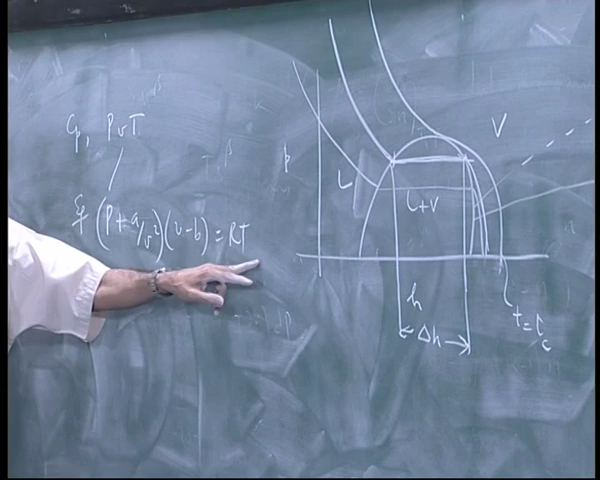 Cp, PvT
(P + a/v²)(v-b) = RT
p
L
L+V
V
h
Δh
t = tc